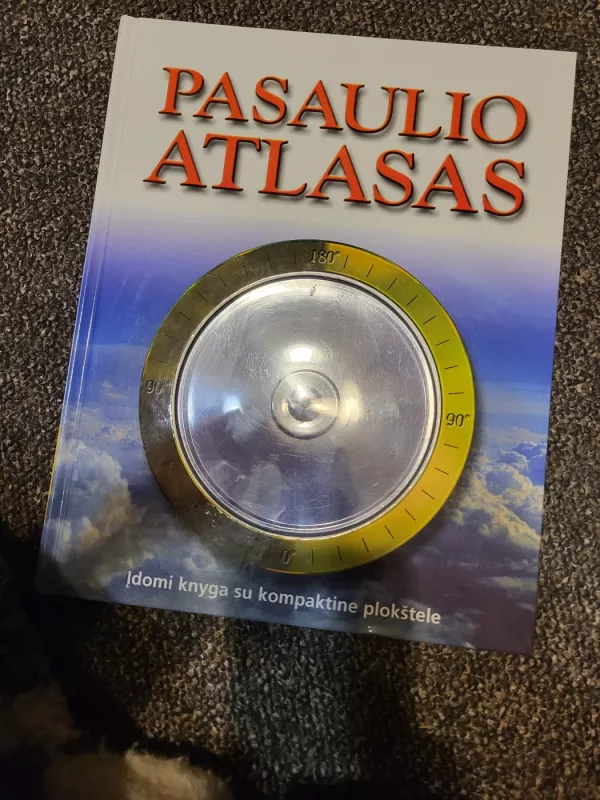 PASAULIO
ATLASAS
180°
90°
90°
0°
Įdomi knyga su kompaktine plokštele